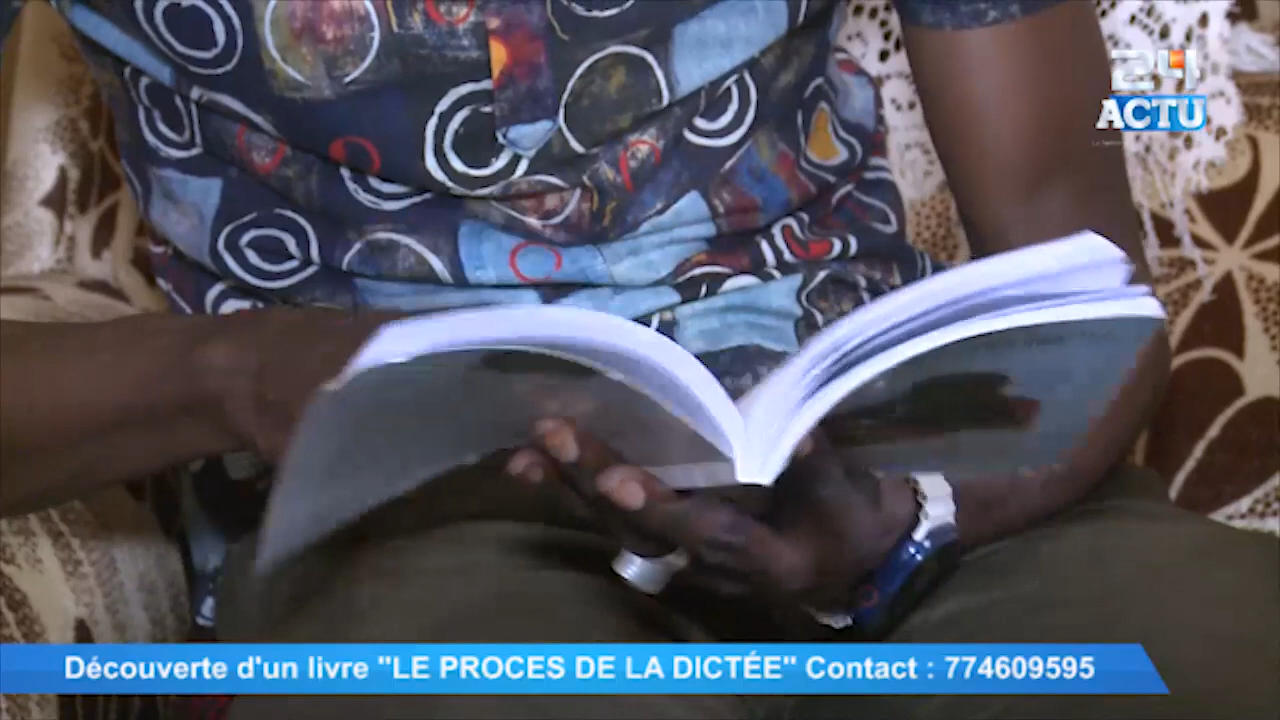 24
ACTU
Découverte d'un livre "LE PROCES DE LA DICTÉE" Contact : 774609595